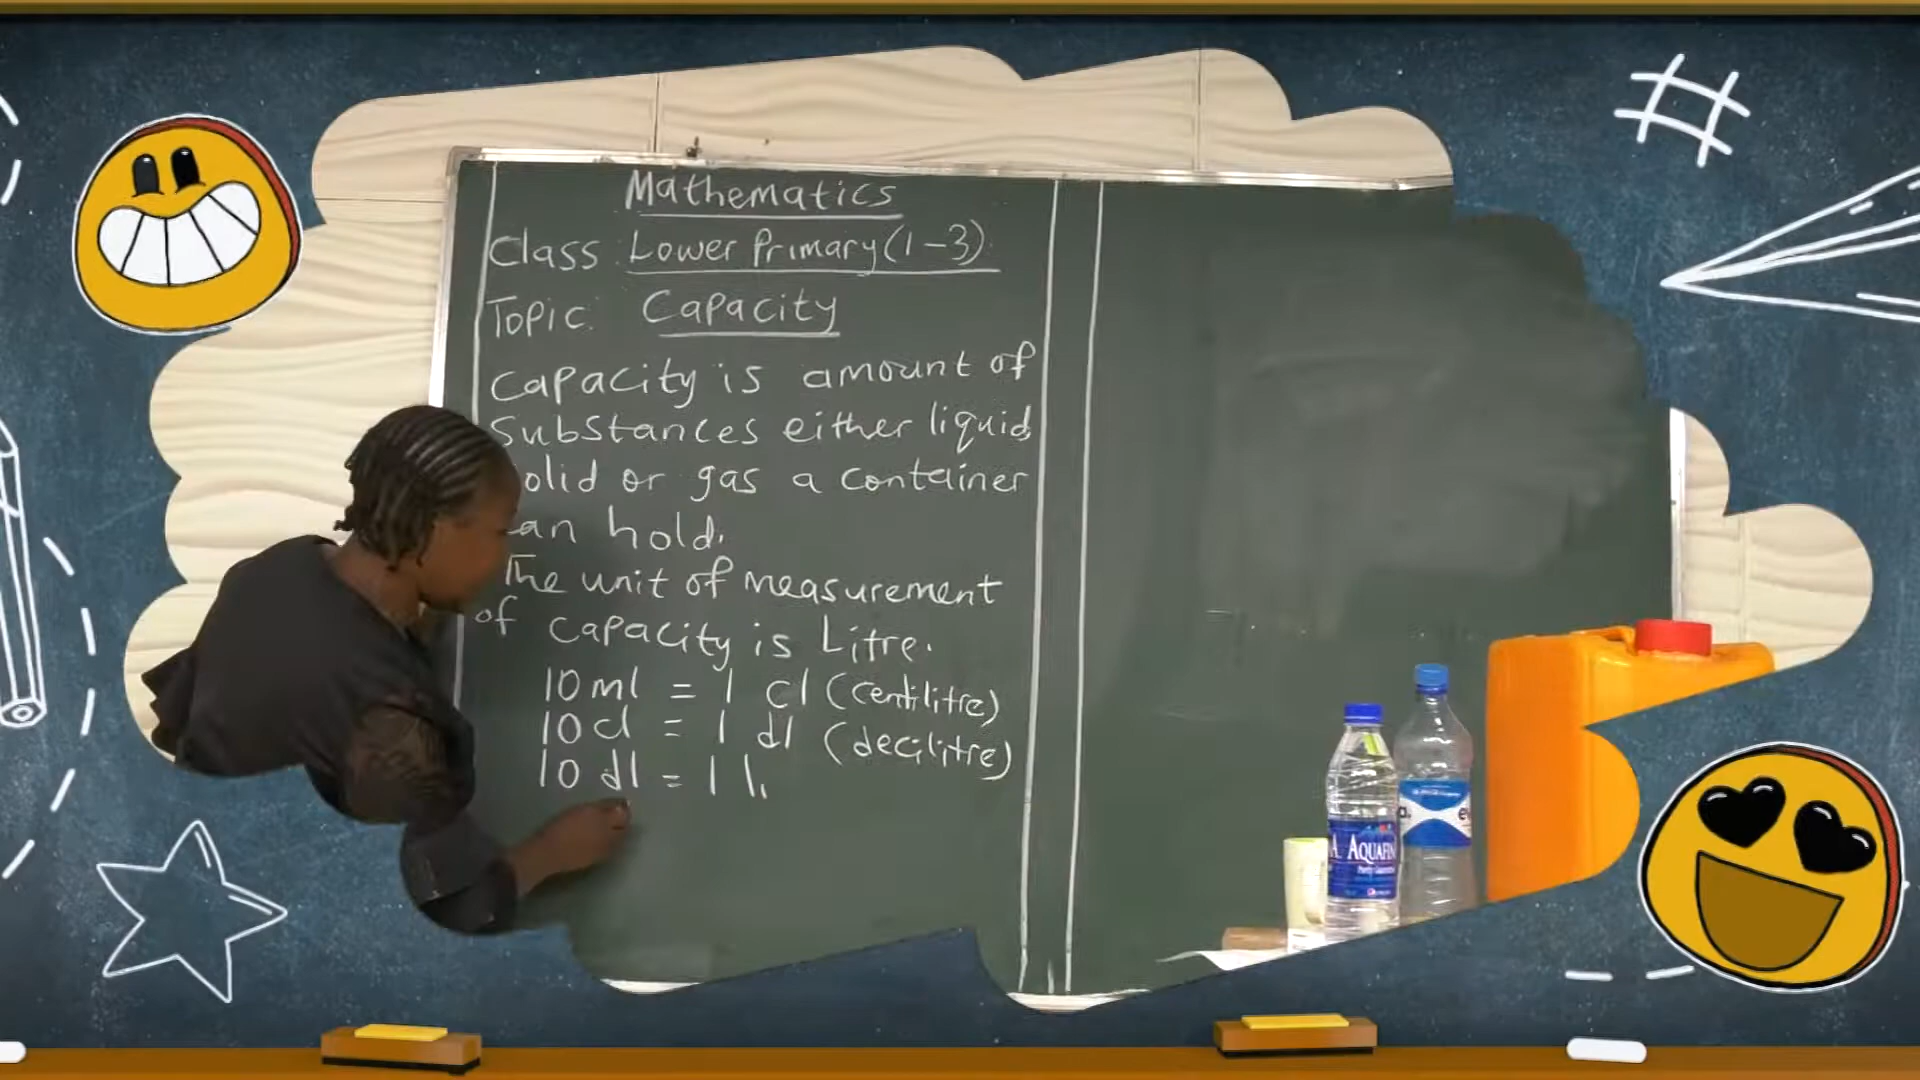 Mathematics
Class: Lower Primary (1-3)
Topic: Capacity
Capacity is amount of
Substances either liquid,
olid or gas a container
an hold.
The unit of measurement
of capacity is Litre.
10 ml = 1 cl (centilitre)
10 cl = 1 dl (decilitre)
10 dl = 1 l.
AQUAFIN